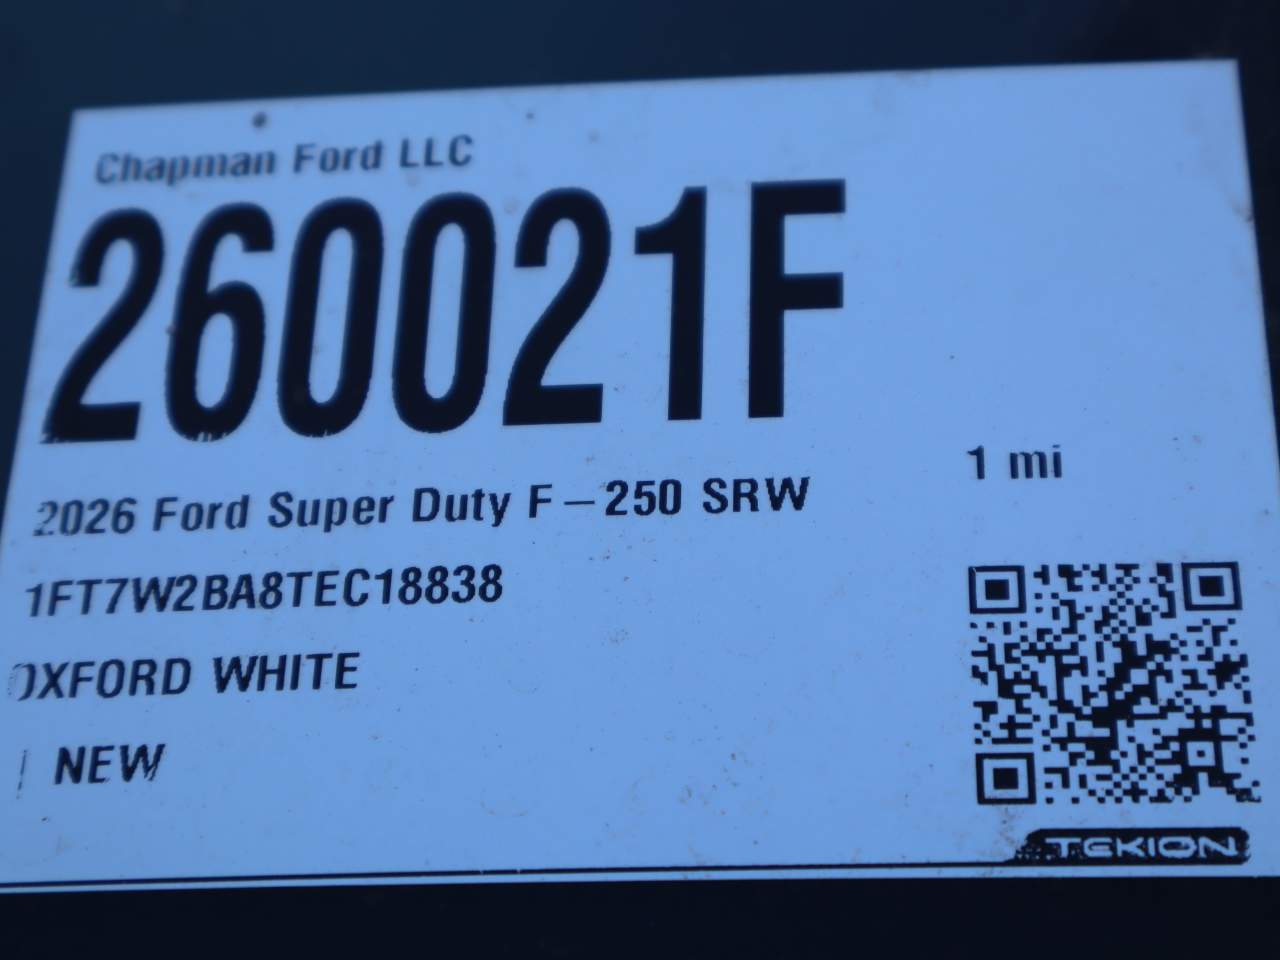 Chapman Ford LLC
260021F
2026 Ford Super Duty F-250 SRW
1 mi
1FT7W2BA8TEC18838
OXFORD WHITE
| NEW
TEKION